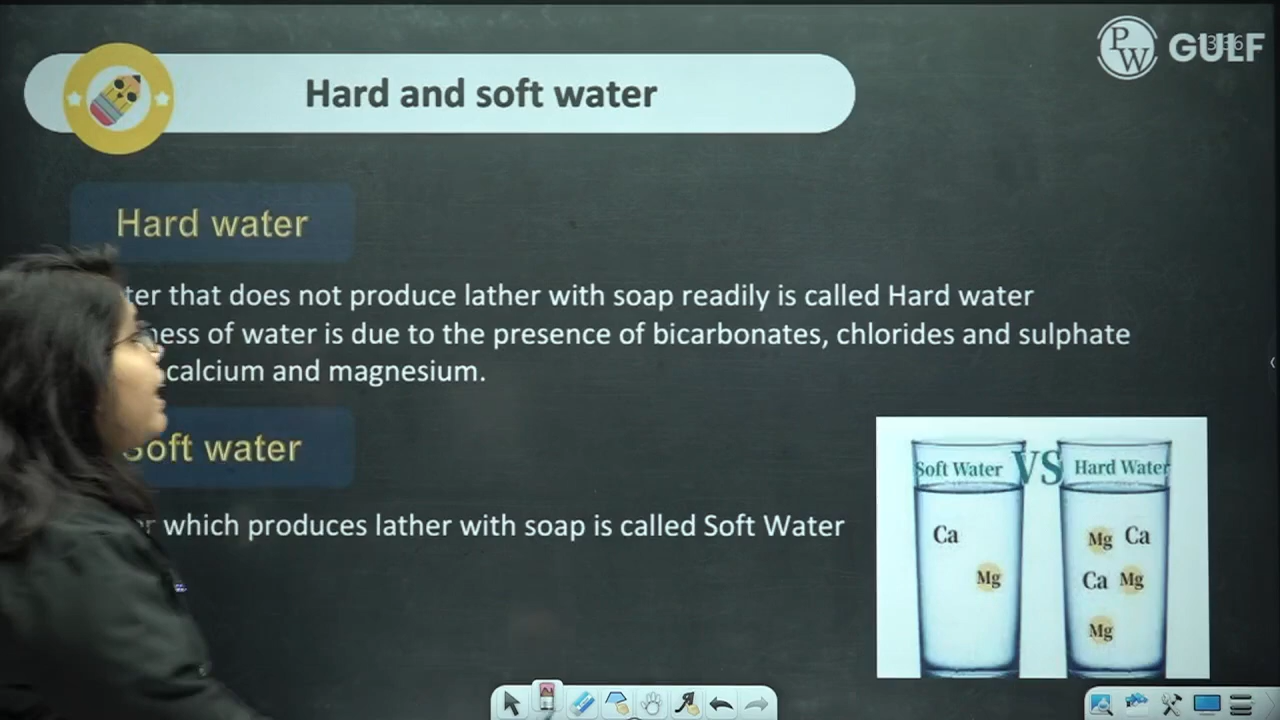 PW GULF
Hard and soft water
Hard water
ter that does not produce lather with soap readily is called Hard water
ness of water is due to the presence of bicarbonates, chlorides and sulphate
calcium and magnesium.
Soft water
r which produces lather with soap is called Soft Water
Soft Water VS Hard Water
Ca
Mg
Mg Ca
Ca Mg
Mg